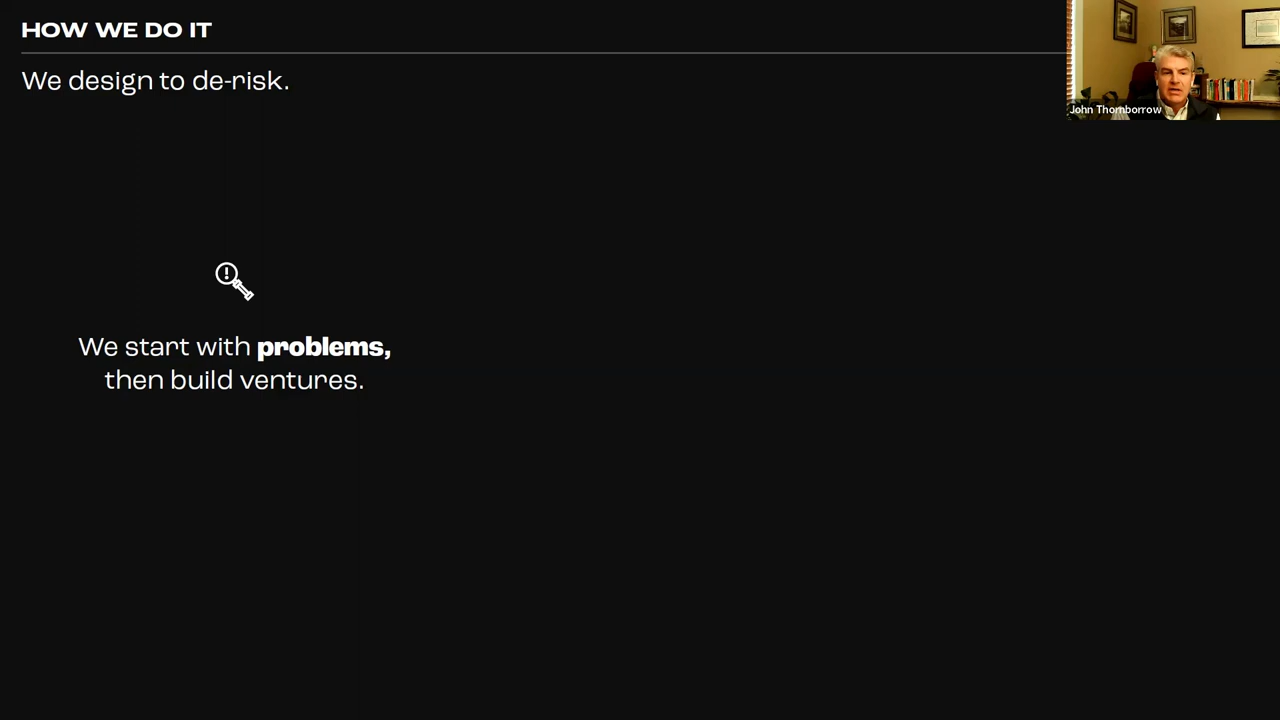 HOW WE DO IT
We design to de-risk.
John Thornborrow
We start with problems,
then build ventures.